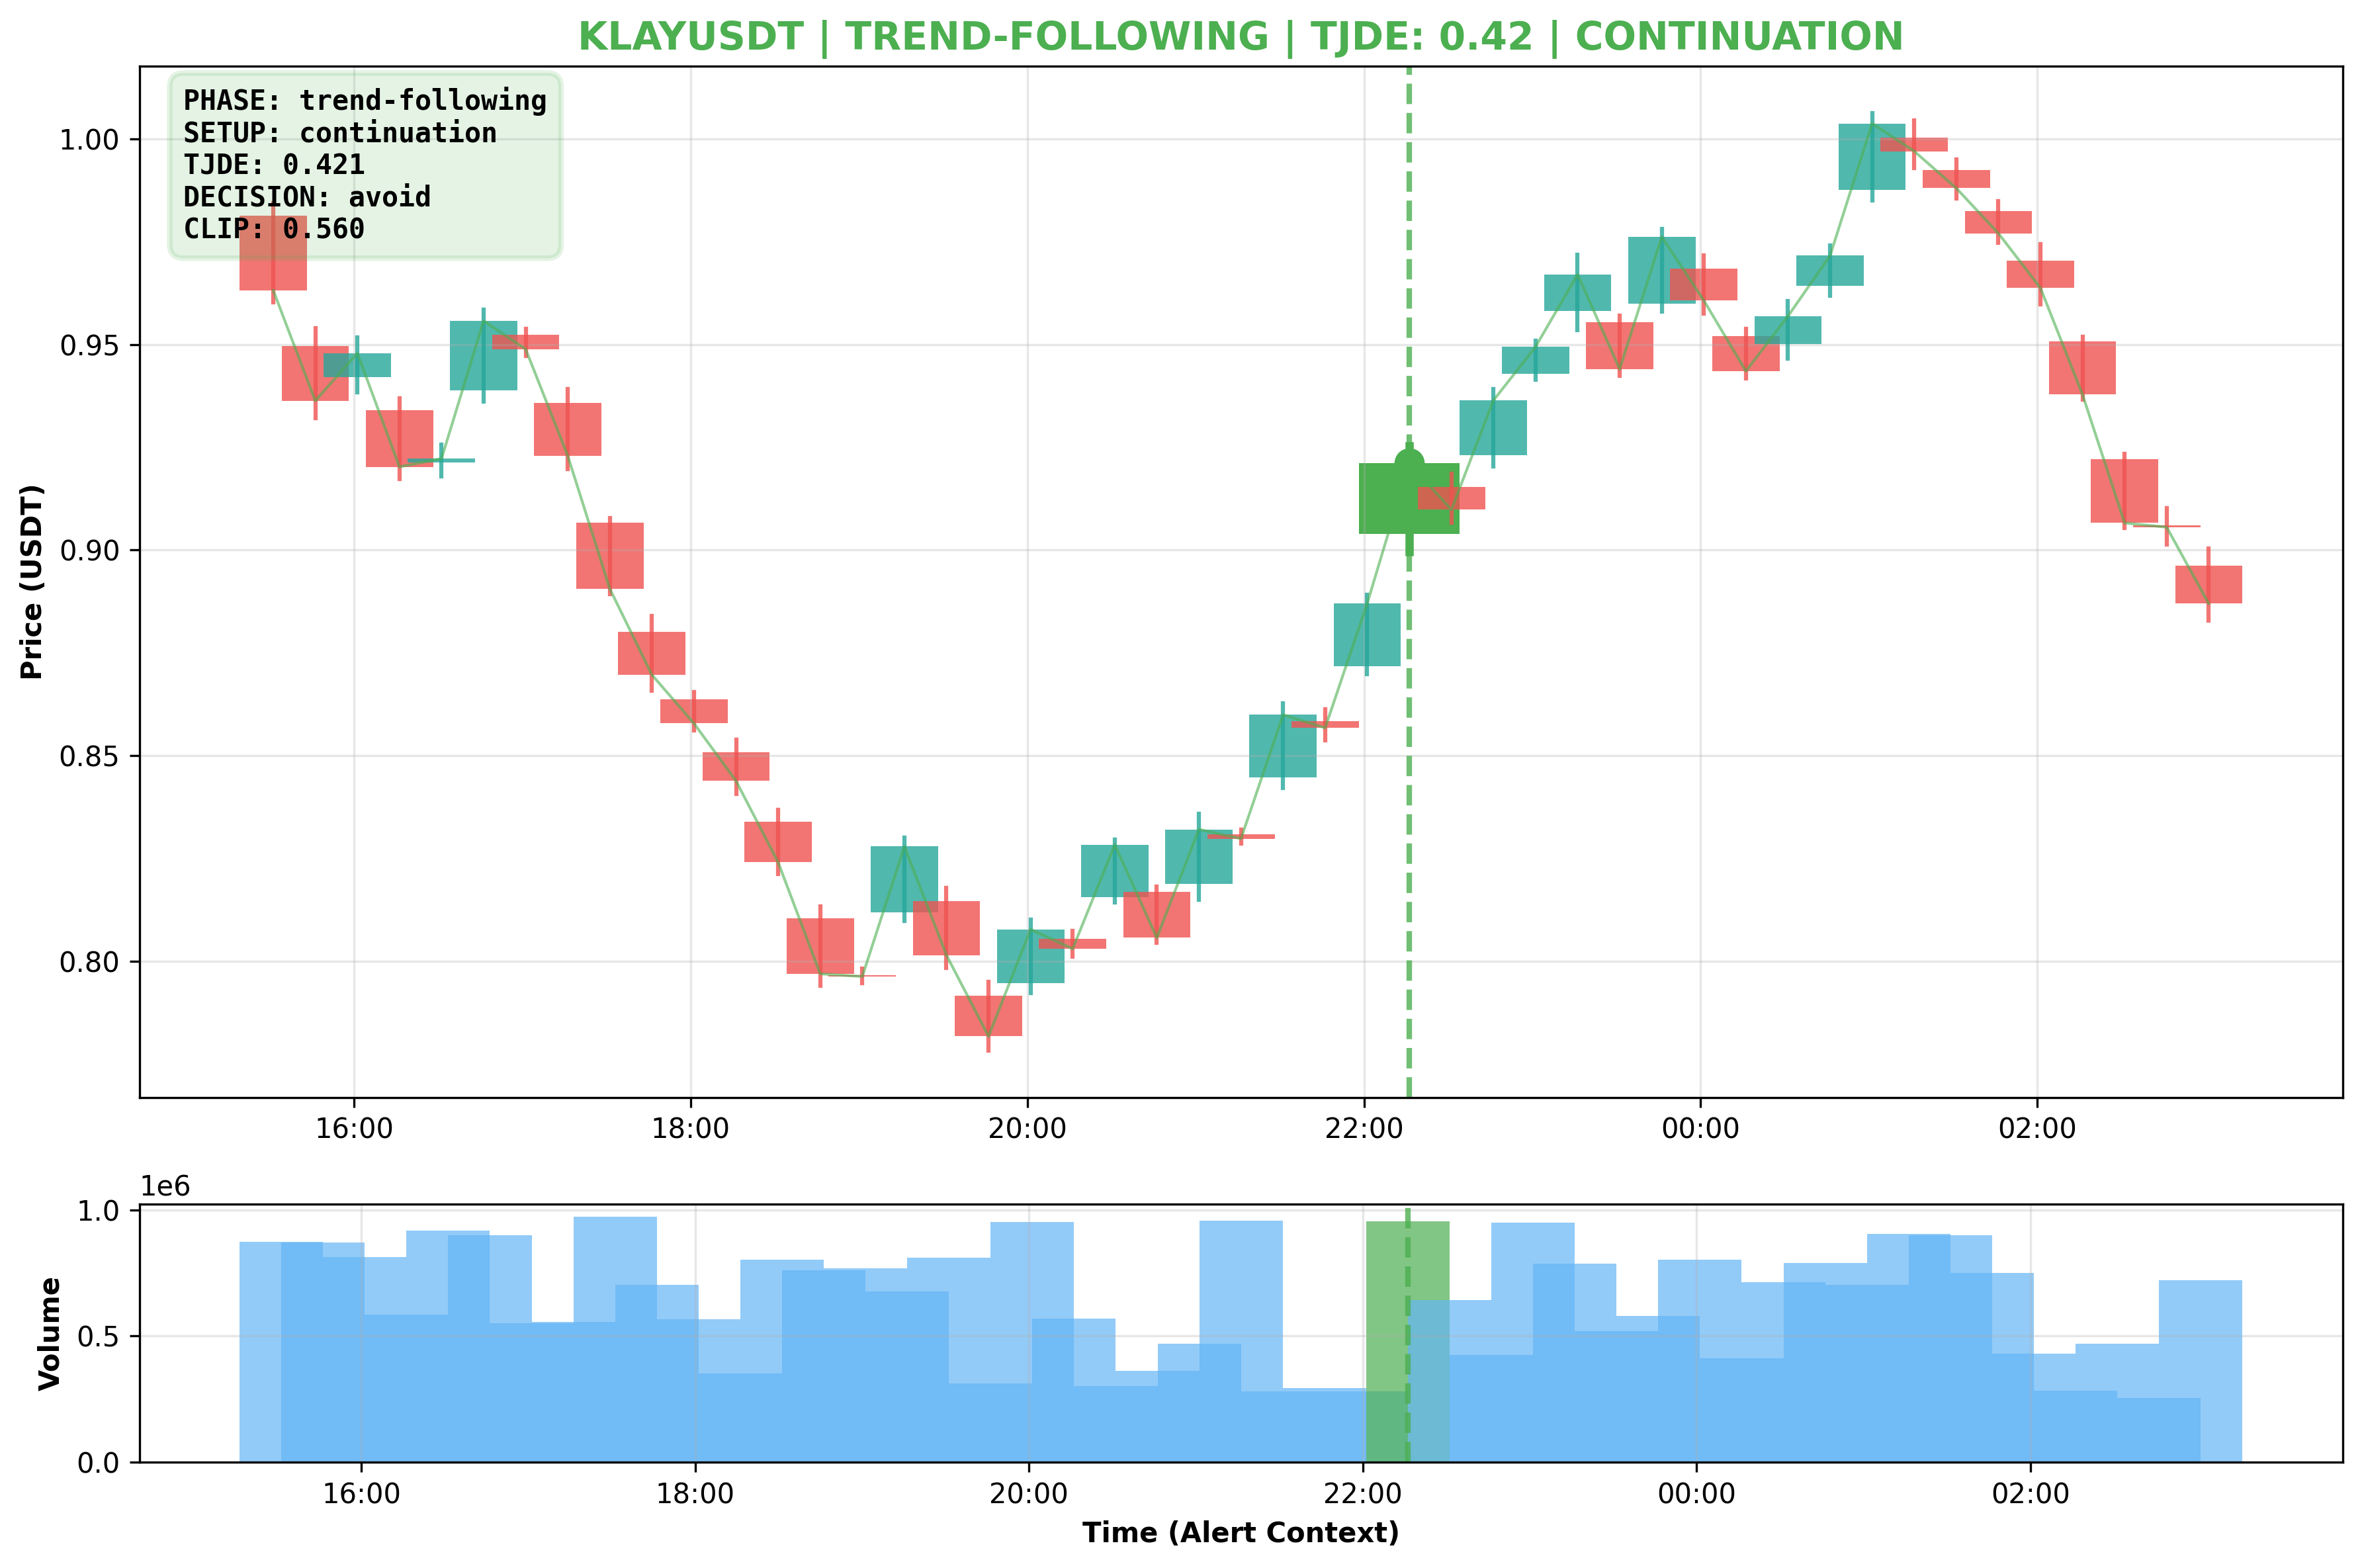 KLAYUSDT | TREND-FOLLOWING | TJDE: 0.42 | CONTINUATION
PHASE: trend-following
SETUP: continuation
TJDE: 0.421
DECISION: avoid
CLIP: 0.560
Price (USDT)
1.00
0.95
0.90
0.85
0.80
16:00 18:00 20:00 22:00 00:00 02:00
1e6
Volume
1.0
0.5
0.0
16:00 18:00 20:00 22:00 00:00 02:00
Time (Alert Context)